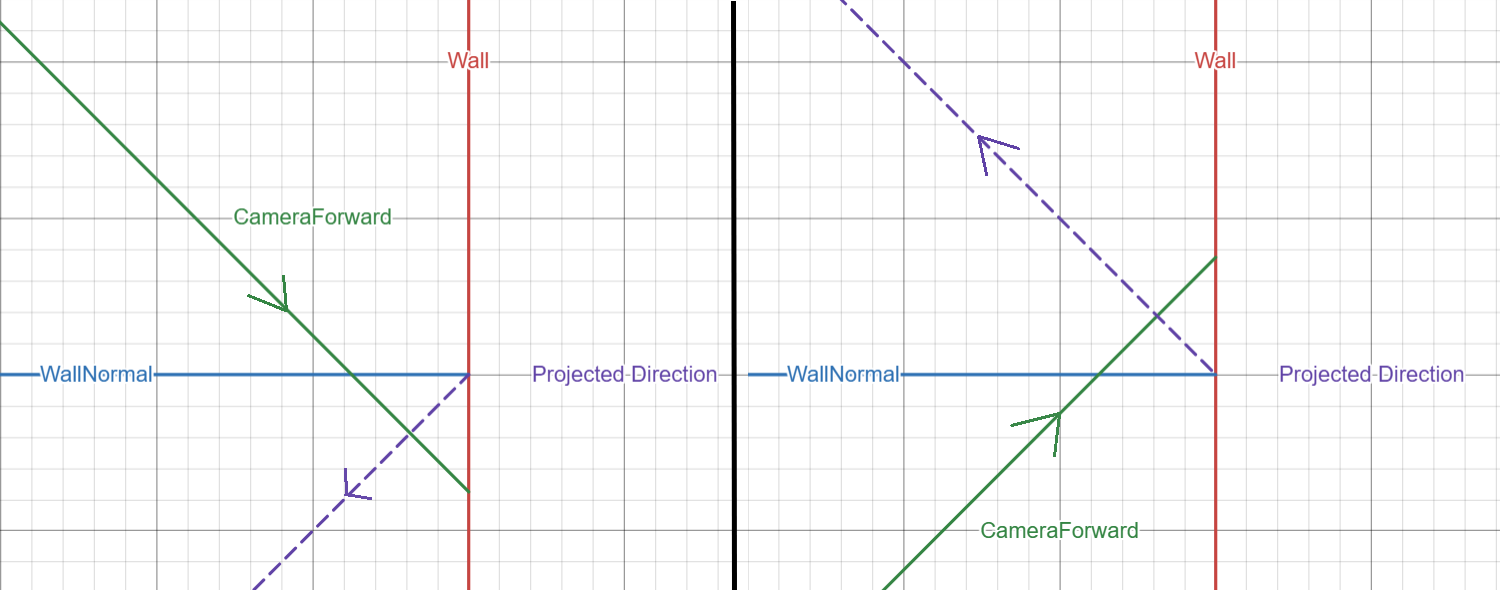 Wall
CameraForward
WallNormal
Projected Direction
Wall
WallNormal
Projected Direction
CameraForward